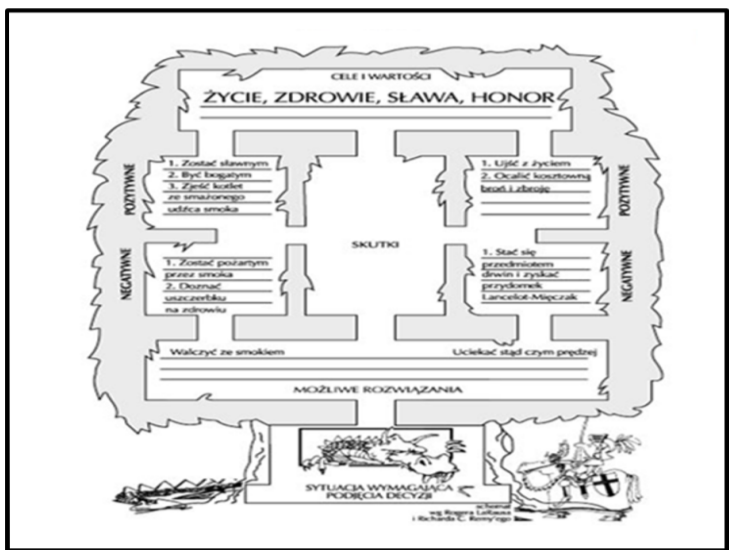 CELE I WARTOŚCI
ŻYCIE, ZDROWIE, SŁAWA, HONOR
POZYTYWNE
1. Zostać sławnym
2. Być bogatym
3. Zjeść kotlet
ze smażonego
udźca smoka
1. Ujść z życiem
2. Ocalić kosztowną
broń i zbroję
POZYTYWNE
SKUTKI
NEGATYWNE
1. Zostać pożartym
przez smoka
2. Doznać
uszczerbku
na zdrowiu
1. Stać się
przedmiotem
drwin i zyskać
przydomek
Lancelot-Mięczak
NEGATYWNE
Walczyć ze smokiem
Uciekać stąd czym prędzej
MOŻLIWE ROZWIĄZANIA
SYTUACJA WYMAGAJĄCA
PODJĘCIA DECYZJI
schemat
wg Rogera LaRausa
i Richarda C. Remy'ego